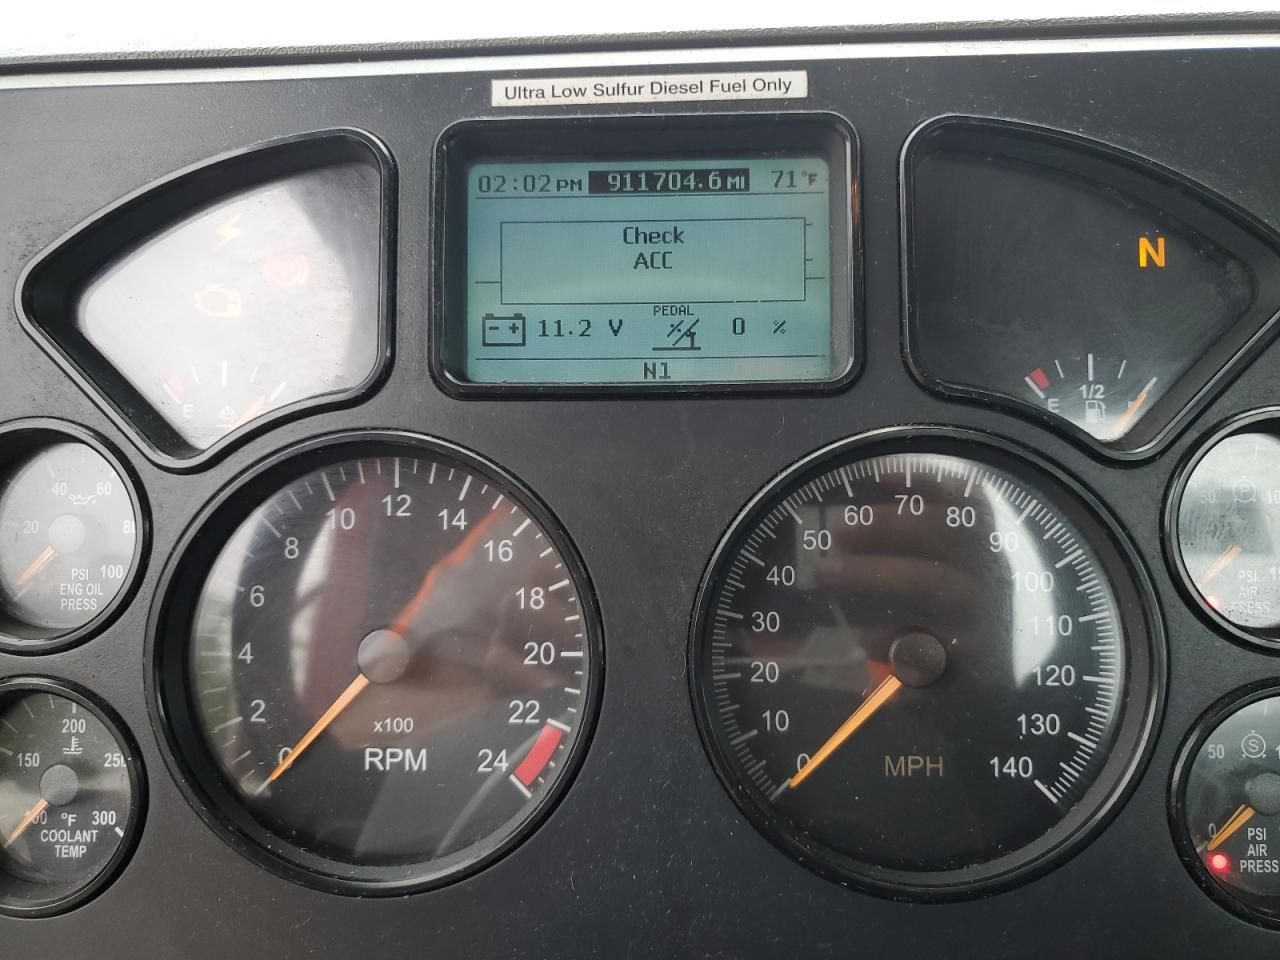 Ultra Low Sulfur Diesel Fuel Only
02:02 PM 911704.6 MI 71°F
Check
ACC
PEDAL
11.2 V 0 %
N1
N
E
E 1/2
40 60
20 8
PSI 100
ENG OIL
PRESS
0 2 4 6 8 10 12 14 16 18 20 22 24
x100
RPM
0 10 20 30 40 50 60 70 80 90 100 110 120 130 140
MPH
50
PSI
AIR
PRESS
200
150 250
°F 300
COOLANT
TEMP
50 S
0 PSI
AIR
PRESS